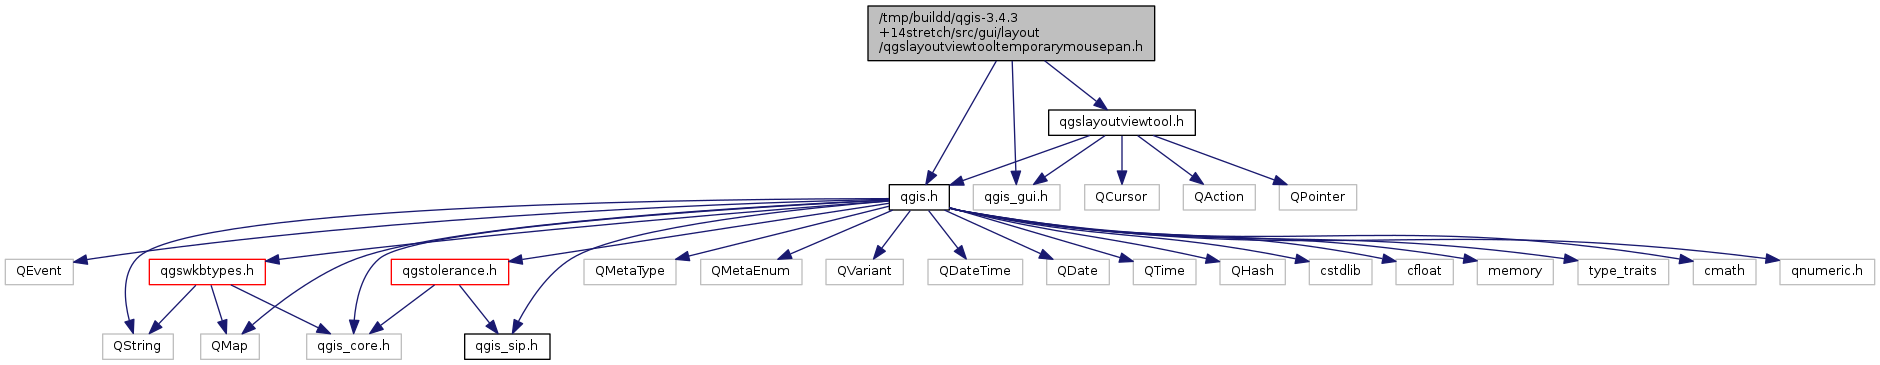 /tmp/buildd/qgis-3.4.3
+14stretch/src/gui/layout
/qgslayoutviewtooltemporarymousepan.h
qgslayoutviewtool.h
qgis.h
qgis_gui.h
QCursor
QAction
QPointer
QEvent
qgswkbtypes.h
qgstolerance.h
QMetaType
QMetaEnum
QVariant
QDateTime
QDate
QTime
QHash
cstdlib
cfloat
memory
type_traits
cmath
qnumeric.h
QString
QMap
qgis_core.h
qgis_sip.h